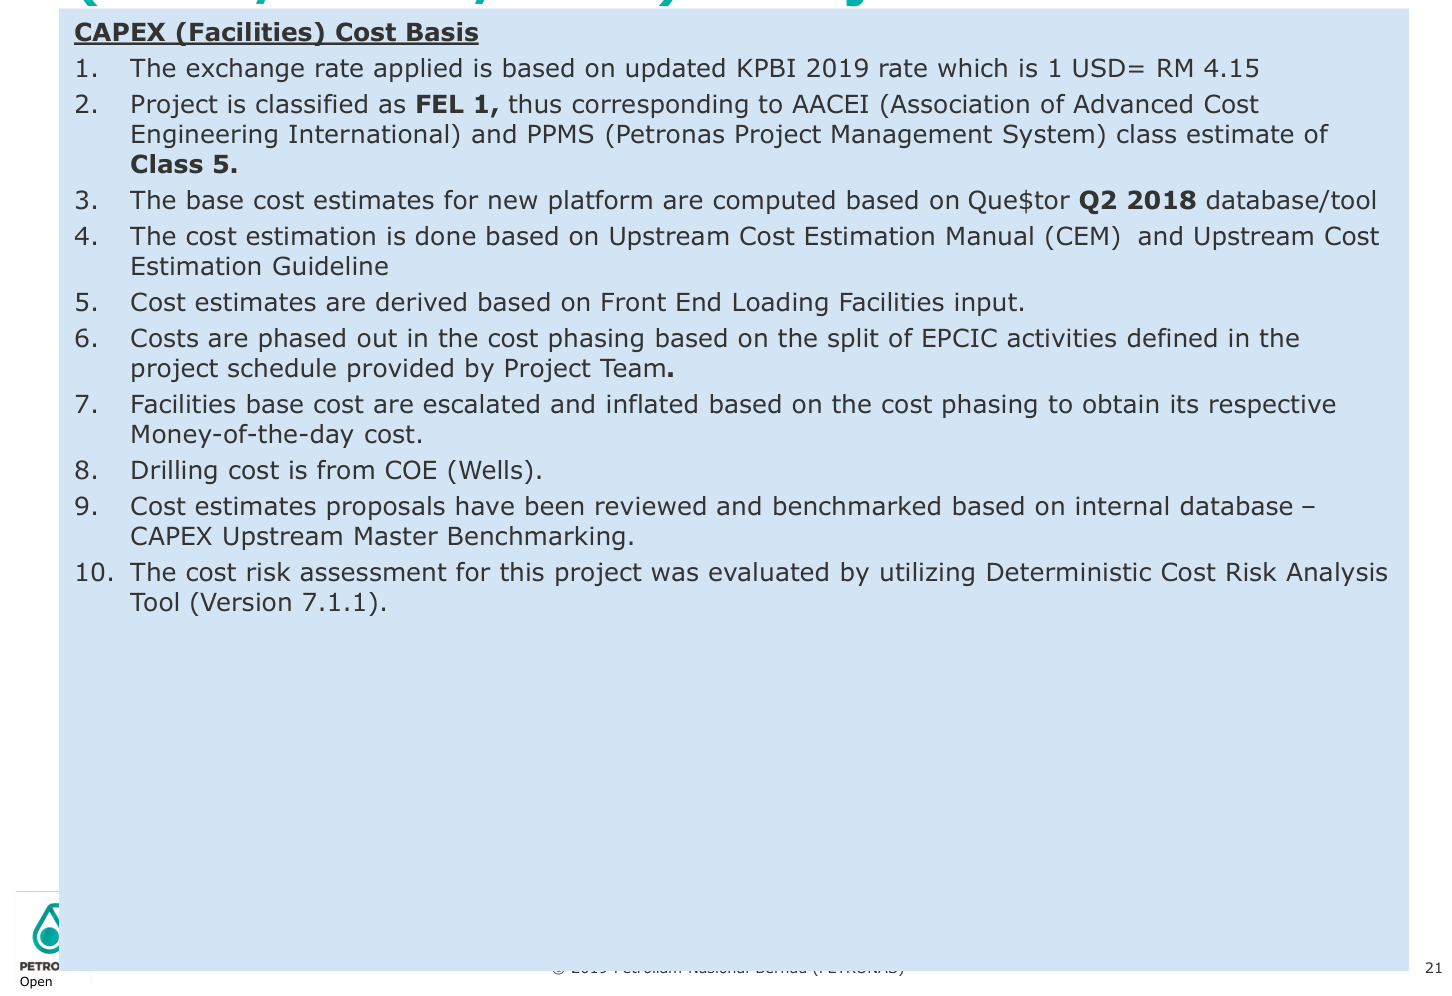 CAPEX (Facilities) Cost Basis
1. The exchange rate applied is based on updated KPBI 2019 rate which is 1 USD= RM 4.15
2. Project is classified as FEL 1, thus corresponding to AACEI (Association of Advanced Cost
Engineering International) and PPMS (Petronas Project Management System) class estimate of
Class 5.
3. The base cost estimates for new platform are computed based on Que$tor Q2 2018 database/tool
4. The cost estimation is done based on Upstream Cost Estimation Manual (CEM)  and Upstream Cost
Estimation Guideline
5. Cost estimates are derived based on Front End Loading Facilities input.
6. Costs are phased out in the cost phasing based on the split of EPCIC activities defined in the
project schedule provided by Project Team.
7. Facilities base cost are escalated and inflated based on the cost phasing to obtain its respective
Money-of-the-day cost.
8. Drilling cost is from COE (Wells).
9. Cost estimates proposals have been reviewed and benchmarked based on internal database –
CAPEX Upstream Master Benchmarking.
10. The cost risk assessment for this project was evaluated by utilizing Deterministic Cost Risk Analysis
Tool (Version 7.1.1).
PETRO
Open
© 2019 Petroliam Nasional Berhad (PETRONAS)
21